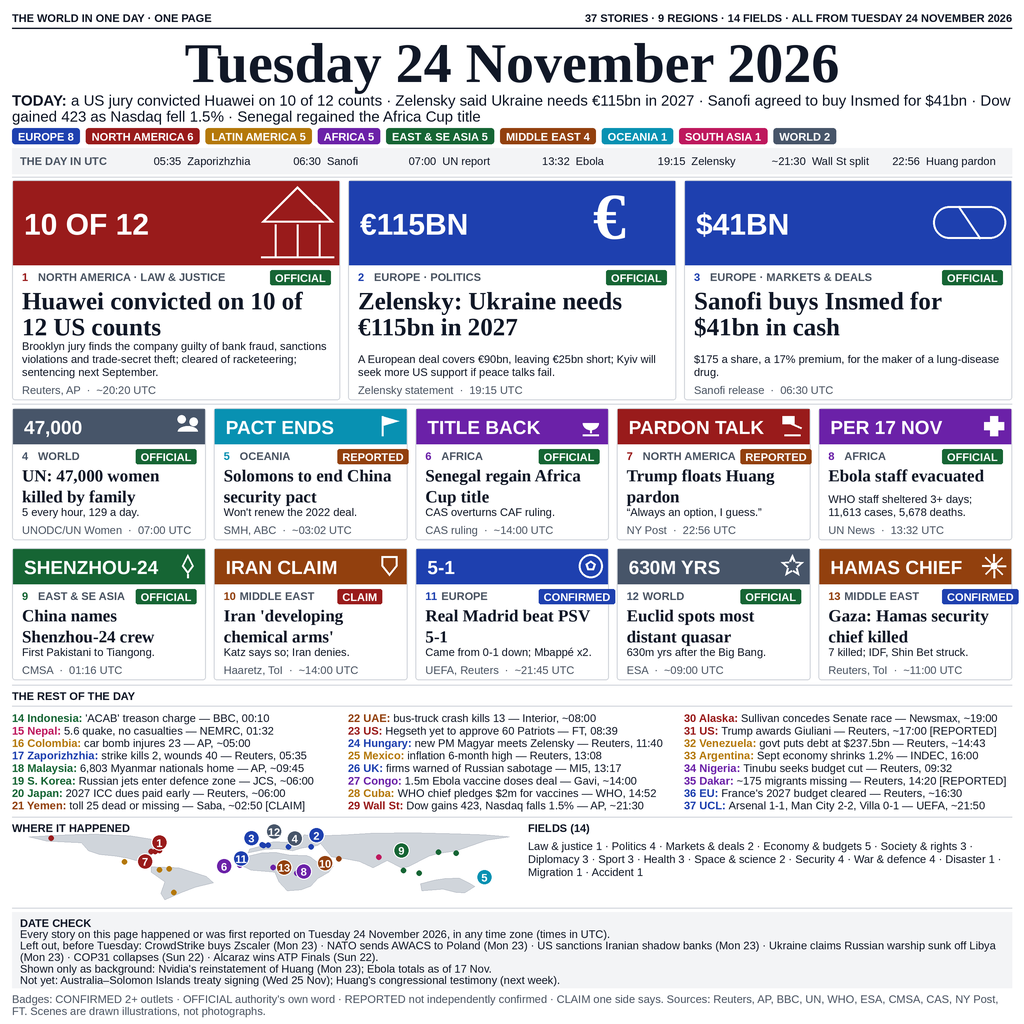 THE WORLD IN ONE DAY · ONE PAGE
37 STORIES · 9 REGIONS · 14 FIELDS · ALL FROM TUESDAY 24 NOVEMBER 2026
Tuesday 24 November 2026
TODAY: a US jury convicted Huawei on 10 of 12 counts · Zelensky said Ukraine needs €115bn in 2027 · Sanofi agreed to buy Insmed for $41bn · Dow
gained 423 as Nasdaq fell 1.5% · Senegal regained the Africa Cup title
EUROPE 8 NORTH AMERICA 6 LATIN AMERICA 5 AFRICA 5 EAST & SE ASIA 5 MIDDLE EAST 4 OCEANIA 1 SOUTH ASIA 1 WORLD 2
THE DAY IN UTC 05:35 Zaporizhzhia 06:30 Sanofi 07:00 UN report 13:32 Ebola 19:15 Zelensky ~21:30 Wall St split 22:56 Huang pardon
10 OF 12
1 NORTH AMERICA · LAW & JUSTICE OFFICIAL
Huawei convicted on 10 of
12 US counts
Brooklyn jury finds the company guilty of bank fraud, sanctions
violations and trade-secret theft; cleared of racketeering;
sentencing next September.
Reuters, AP · ~20:20 UTC
€115BN €
2 EUROPE · POLITICS OFFICIAL
Zelensky: Ukraine needs
€115bn in 2027
A European deal covers €90bn, leaving €25bn short; Kyiv will
seek more US support if peace talks fail.
Zelensky statement · 19:15 UTC
$41BN
3 EUROPE · MARKETS & DEALS OFFICIAL
Sanofi buys Insmed for
$41bn in cash
$175 a share, a 17% premium, for the maker of a lung-disease
drug.
Sanofi release · 06:30 UTC
47,000
4 WORLD OFFICIAL
UN: 47,000 women
killed by family
5 every hour, 129 a day.
UNODC/UN Women · 07:00 UTC
PACT ENDS
5 OCEANIA REPORTED
Solomons to end China
security pact
Won't renew the 2022 deal.
SMH, ABC · ~03:02 UTC
TITLE BACK
6 AFRICA OFFICIAL
Senegal regain Africa
Cup title
CAS overturns CAF ruling.
CAS ruling · ~14:00 UTC
PARDON TALK
7 NORTH AMERICA REPORTED
Trump floats Huang
pardon
“Always an option, I guess.”
NY Post · 22:56 UTC
PER 17 NOV
8 AFRICA OFFICIAL
Ebola staff evacuated
WHO staff sheltered 3+ days;
11,613 cases, 5,678 deaths.
UN News · 13:32 UTC
SHENZHOU-24
9 EAST & SE ASIA OFFICIAL
China names
Shenzhou-24 crew
First Pakistani to Tiangong.
CMSA · 01:16 UTC
IRAN CLAIM
10 MIDDLE EAST CLAIM
Iran 'developing
chemical arms'
Katz says so; Iran denies.
Haaretz, ToI · ~14:00 UTC
5-1
11 EUROPE CONFIRMED
Real Madrid beat PSV
5-1
Came from 0-1 down; Mbappé x2.
UEFA, Reuters · ~21:45 UTC
630M YRS
12 WORLD OFFICIAL
Euclid spots most
distant quasar
630m yrs after the Big Bang.
ESA · ~09:00 UTC
HAMAS CHIEF
13 MIDDLE EAST CONFIRMED
Gaza: Hamas security
chief killed
7 killed; IDF, Shin Bet struck.
Reuters, ToI · ~11:00 UTC
THE REST OF THE DAY
14 Indonesia: 'ACAB' treason charge — BBC, 00:10
15 Nepal: 5.6 quake, no casualties — NEMRC, 01:32
16 Colombia: car bomb injures 23 — AP, ~05:00
17 Zaporizhzhia: strike kills 2, wounds 40 — Reuters, 05:35
18 Malaysia: 6,803 Myanmar nationals home — AP, ~09:45
19 S. Korea: Russian jets enter defence zone — JCS, ~06:00
20 Japan: 2027 ICC dues paid early — Reuters, ~06:00
21 Yemen: toll 25 dead or missing — Saba, ~02:50 [CLAIM]
22 UAE: bus-truck crash kills 13 — Interior, ~08:00
23 US: Hegseth yet to approve 60 Patriots — FT, 08:39
24 Hungary: new PM Magyar meets Zelensky — Reuters, 11:40
25 Mexico: inflation 6-month high — Reuters, 13:08
26 UK: firms warned of Russian sabotage — MI5, 13:17
27 Congo: 1.5m Ebola vaccine doses deal — Gavi, ~14:00
28 Cuba: WHO chief pledges $2m for vaccines — WHO, 14:52
29 Wall St: Dow gains 423, Nasdaq falls 1.5% — AP, ~21:30
30 Alaska: Sullivan concedes Senate race — Newsmax, ~19:00
31 US: Trump awards Giuliani — Reuters, ~17:00 [REPORTED]
32 Venezuela: govt puts debt at $237.5bn — Reuters, ~14:43
33 Argentina: Sept economy shrinks 1.2% — INDEC, 16:00
34 Nigeria: Tinubu seeks budget cut — Reuters, 09:32
35 Dakar: ~175 migrants missing — Reuters, 14:20 [REPORTED]
36 EU: France's 2027 budget cleared — Reuters, ~16:30
37 UCL: Arsenal 1-1, Man City 2-2, Villa 0-1 — UEFA, ~21:50
WHERE IT HAPPENED
1 7 3 12 4 2 11 6 13 8 10 9 5
FIELDS (14)
Law & justice 1 · Politics 4 · Markets & deals 2 · Economy & budgets 5 · Society & rights 3 ·
Diplomacy 3 · Sport 3 · Health 3 · Space & science 2 · Security 4 · War & defence 4 · Disaster 1 ·
Migration 1 · Accident 1
DATE CHECK
Every story on this page happened or was first reported on Tuesday 24 November 2026, in any time zone (times in UTC).
Left out, before Tuesday: CrowdStrike buys Zscaler (Mon 23) · NATO sends AWACS to Poland (Mon 23) · US sanctions Iranian shadow banks (Mon 23) · Ukraine claims Russian warship sunk off Libya
(Mon 23) · COP31 collapses (Sun 22) · Alcaraz wins ATP Finals (Sun 22).
Shown only as background: Nvidia's reinstatement of Huang (Mon 23); Ebola totals as of 17 Nov.
Not yet: Australia–Solomon Islands treaty signing (Wed 25 Nov); Huang's congressional testimony (next week).
Badges: CONFIRMED 2+ outlets · OFFICIAL authority's own word · REPORTED not independently confirmed · CLAIM one side says. Sources: Reuters, AP, BBC, UN, WHO, ESA, CMSA, CAS, NY Post,
FT. Scenes are drawn illustrations, not photographs.